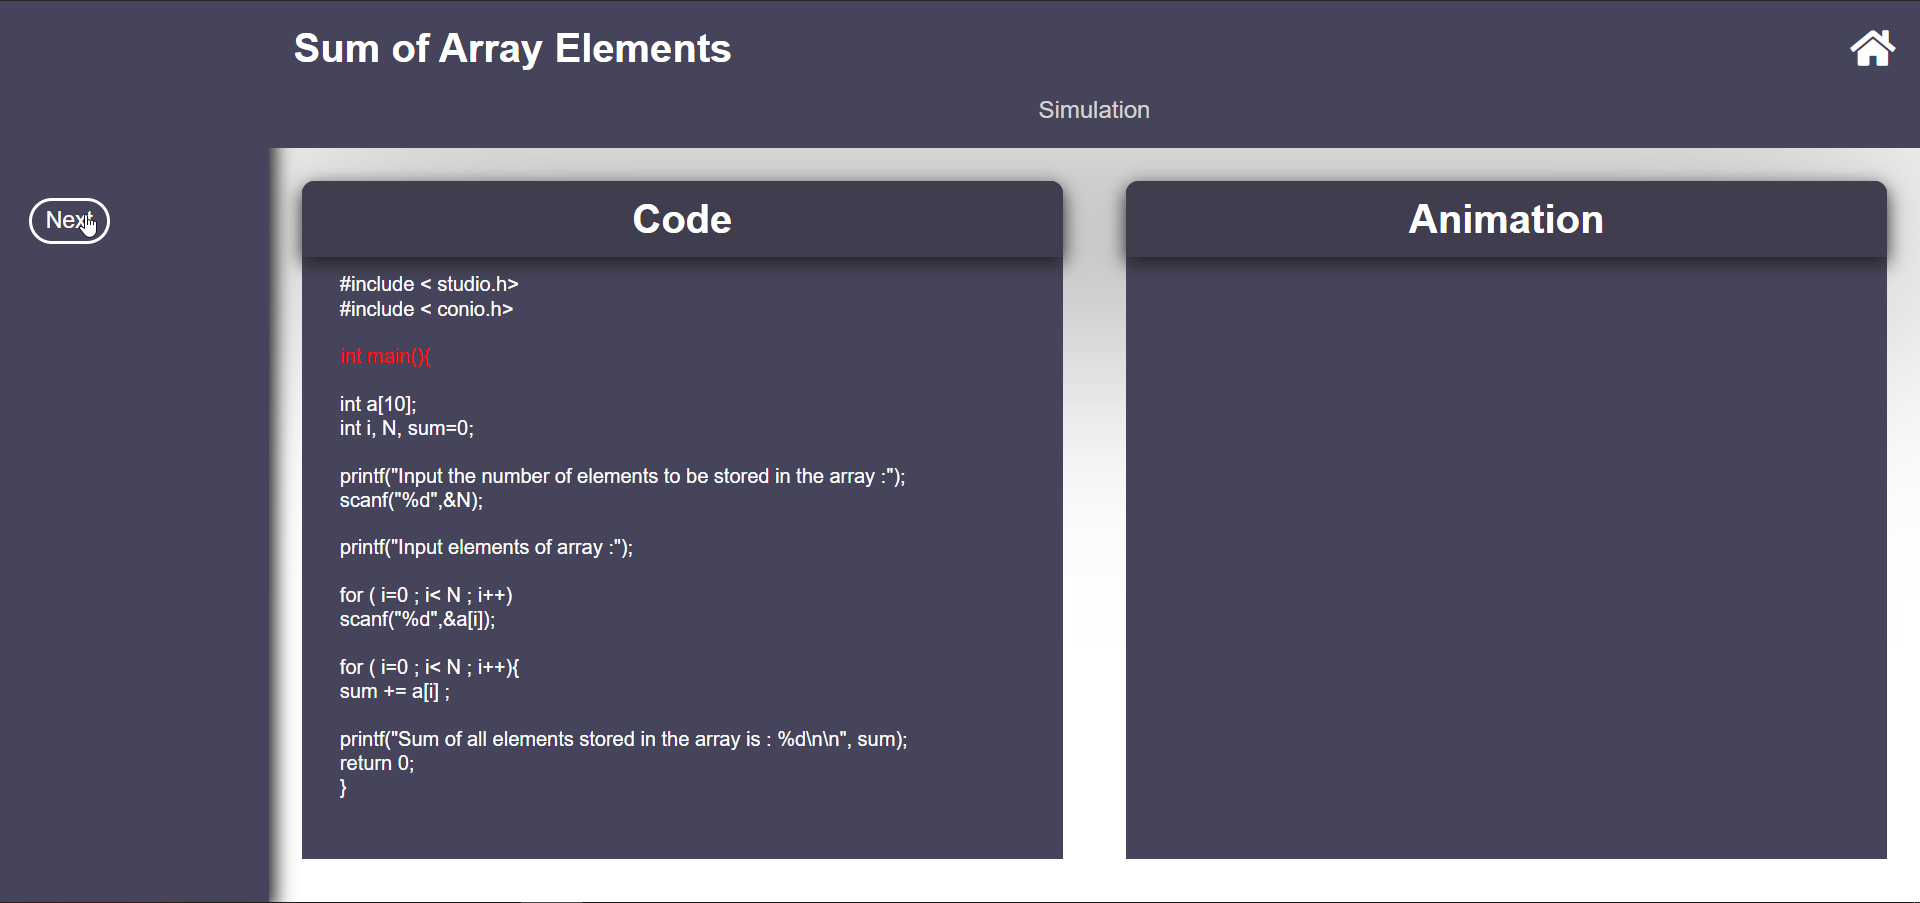 Sum of Array Elements
Simulation
Next
Code
#include < studio.h>
#include < conio.h>
int main(){
int a[10];
int i, N, sum=0;
printf("Input the number of elements to be stored in the array :");
scanf("%d",&N);
printf("Input elements of array :");
for ( i=0 ; i< N ; i++)
scanf("%d",&a[i]);
for ( i=0 ; i< N ; i++){
sum += a[i] ;
printf("Sum of all elements stored in the array is : %d\n\n", sum);
return 0;
}
Animation